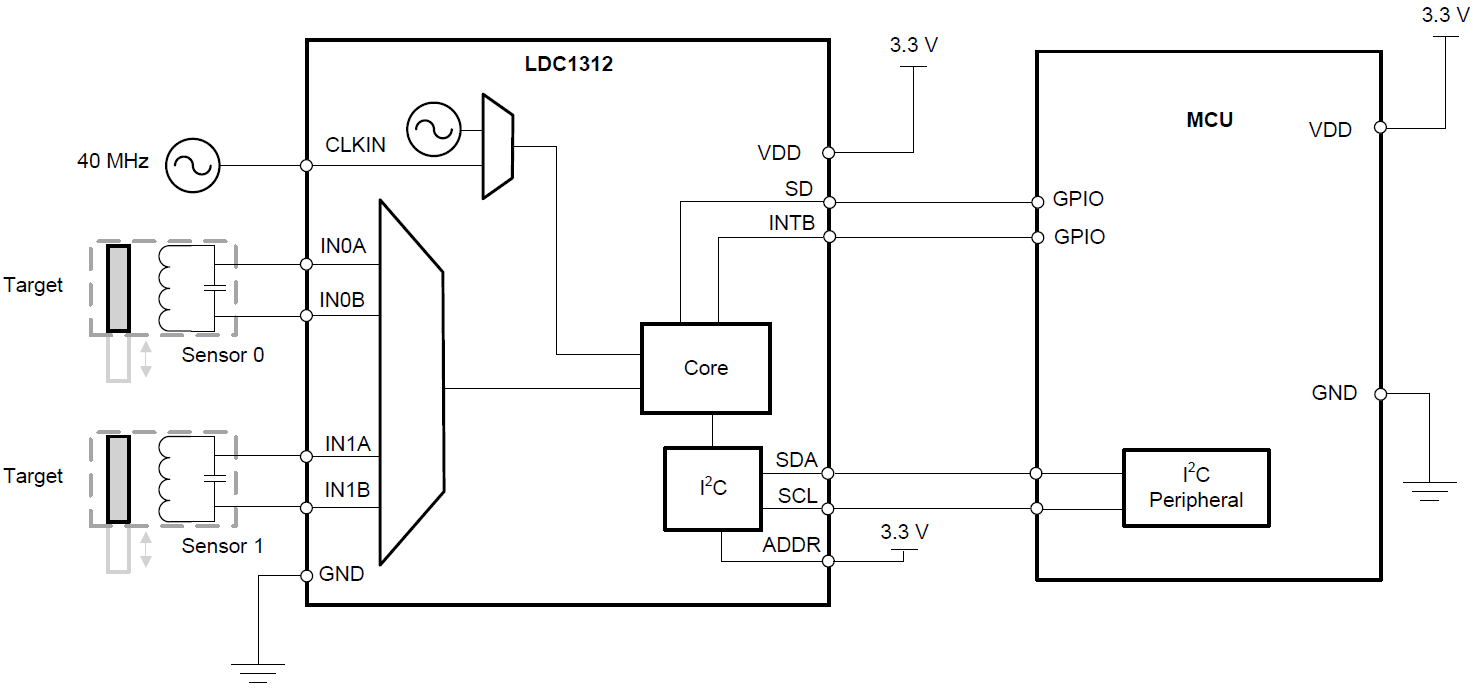 3.3 V
3.3 V
LDC1312
MCU
VDD
40 MHz
CLKIN
VDD
SD
GPIO
INTB
GPIO
IN0A
Target
IN0B
Sensor 0
Core
GND
IN1A
SDA
Target
IN1B
I²C
SCL
I²C
Peripheral
3.3 V
Sensor 1
ADDR
GND